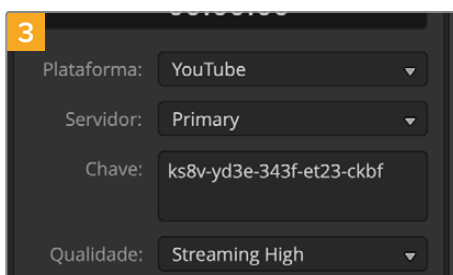 3
Plataforma: YouTube
Servidor: Primary
Chave: ks8v-yd3e-343f-et23-ckbf
Qualidade: Streaming High